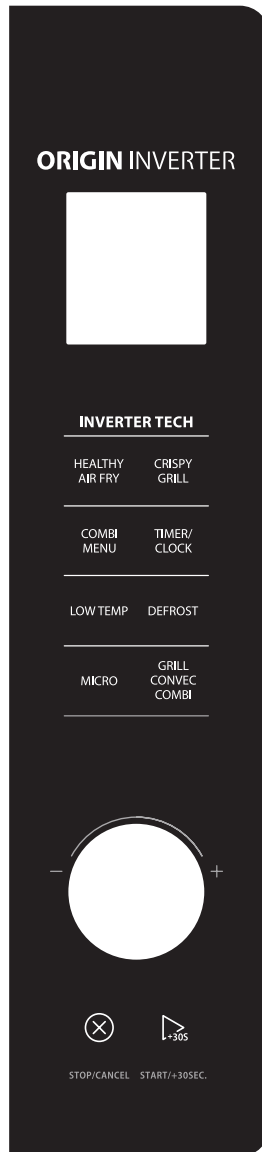 ORIGIN INVERTER
INVERTER TECH
HEALTHY
AIR FRY
CRISPY
GRILL
COMBI
MENU
TIMER/
CLOCK
LOW TEMP
DEFROST
MICRO
GRILL
CONVEC
COMBI
− +
+30S
STOP/CANCEL START/+30SEC.